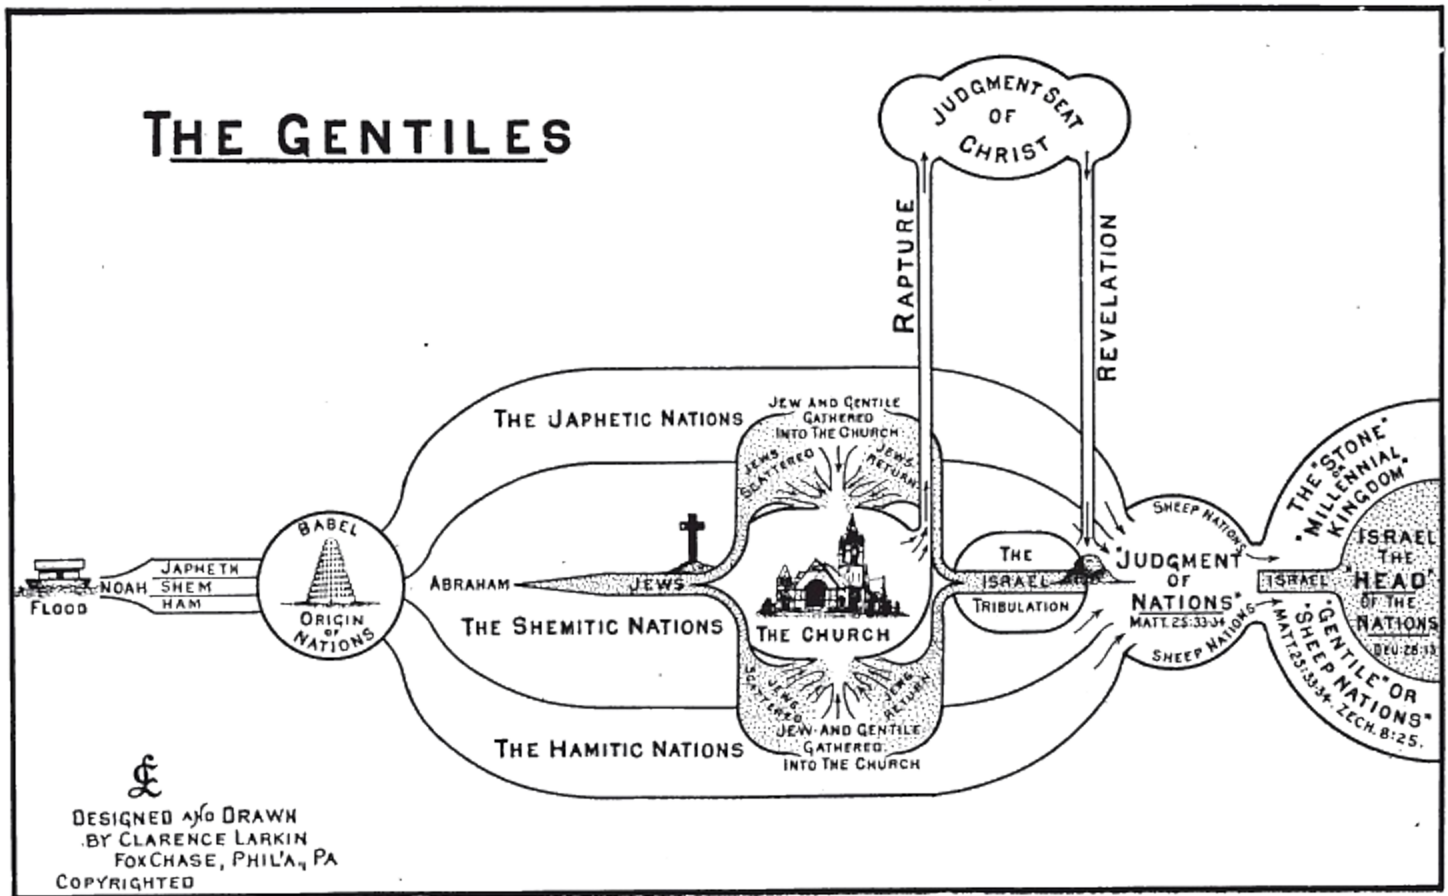 THE GENTILES
JUDGMENT SEAT
OF
CHRIST
RAPTURE
REVELATION
THE JAPHETIC NATIONS
JEW AND GENTILE
GATHERED
INTO THE CHURCH
JEWS
SCATTERED
JEWS
RETURN
FLOOD
NOAH
JAPHETH
SHEM
HAM
BABEL
ORIGIN
OF
NATIONS
ABRAHAM
JEWS
THE SHEMITIC NATIONS
THE CHURCH
THE
ISRAEL
TRIBULATION
SHEEP NATIONS
"JUDGMENT
OF
NATIONS"
MATT. 25:33-34
SHEEP NATIONS
ISRAEL
THE "STONE"
OR
"MILLENNIAL
KINGDOM"
ISRAEL
THE
"HEAD"
OF THE
NATIONS
DEU: 28:13
"GENTILE" OR
"SHEEP NATIONS"
MATT. 25:33-34. ZECH. 8:25.
JEWS
SCATTERED
JEWS
RETURN
JEW AND GENTILE
GATHERED
INTO THE CHURCH
THE HAMITIC NATIONS
CL
DESIGNED AND DRAWN
BY CLARENCE LARKIN
FOX CHASE, PHIL'A., PA
COPYRIGHTED